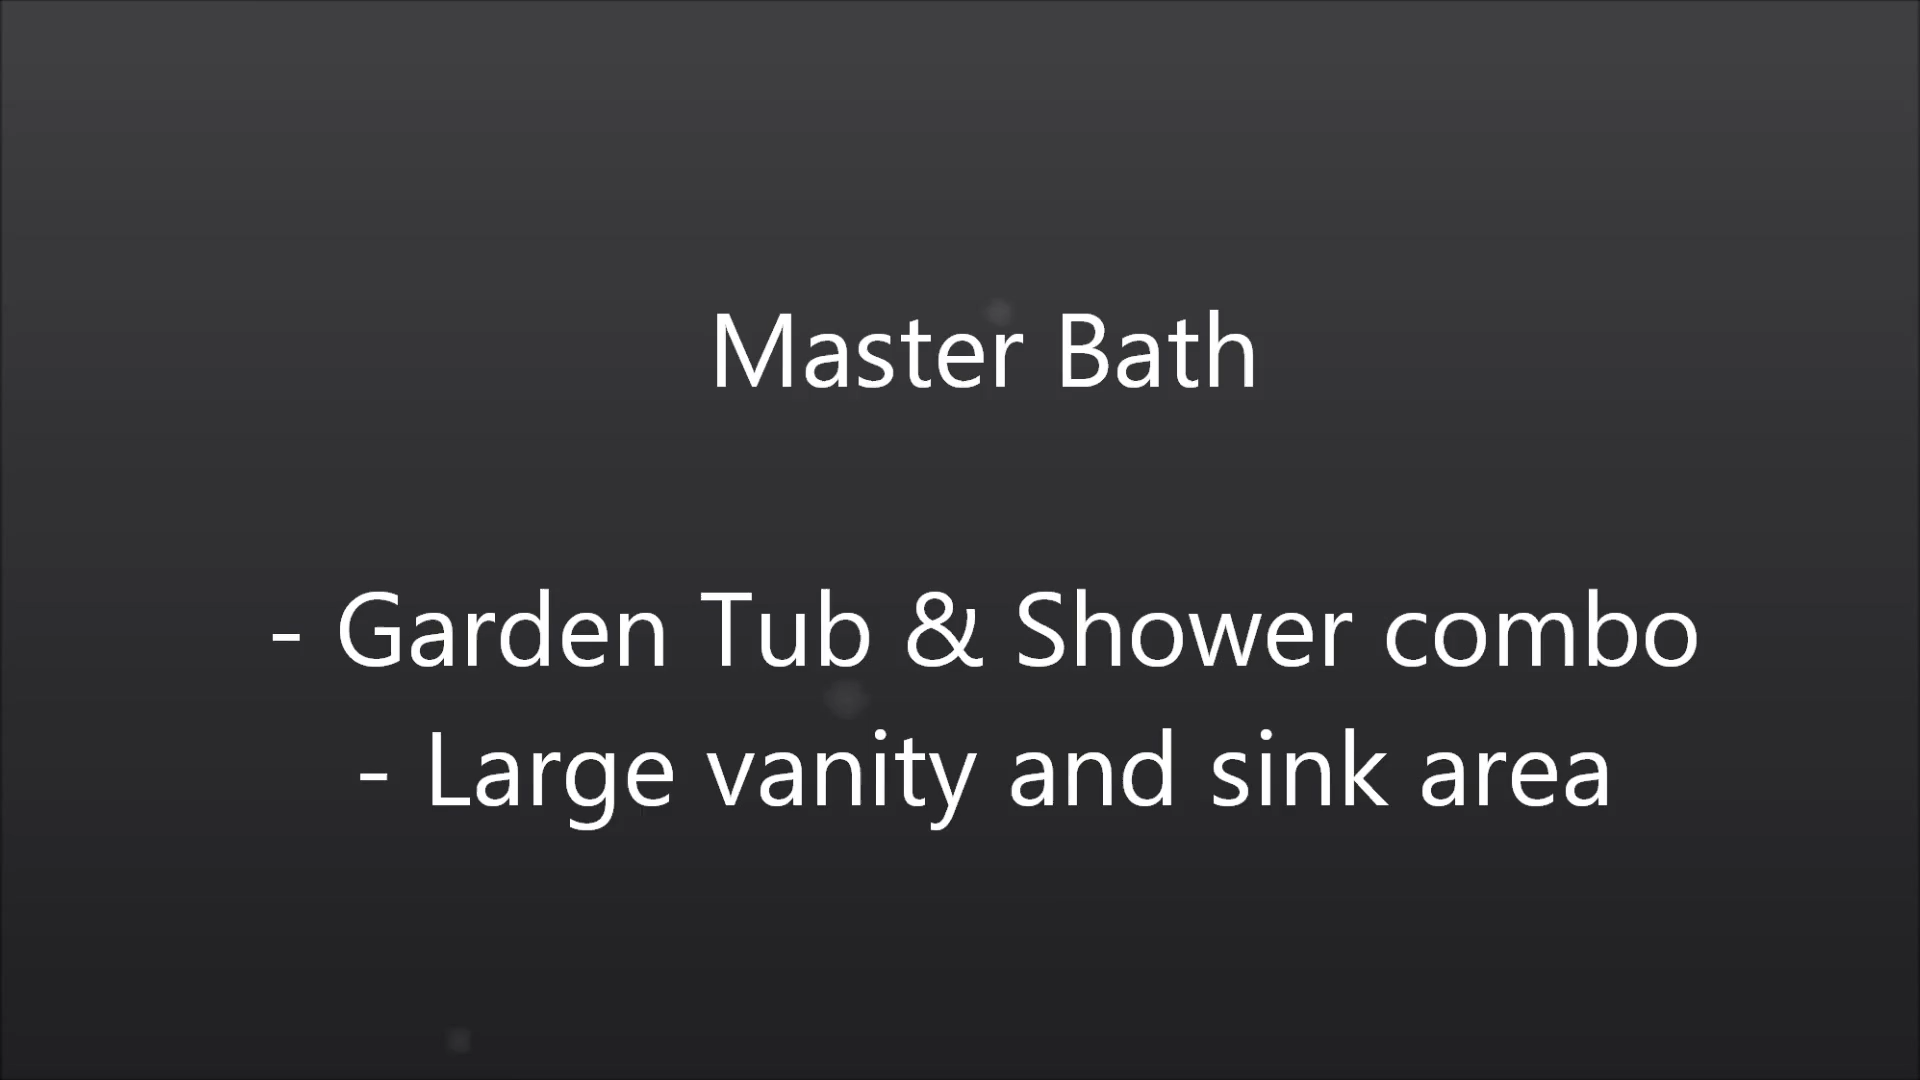 Master Bath
- Garden Tub & Shower combo
- Large vanity and sink area